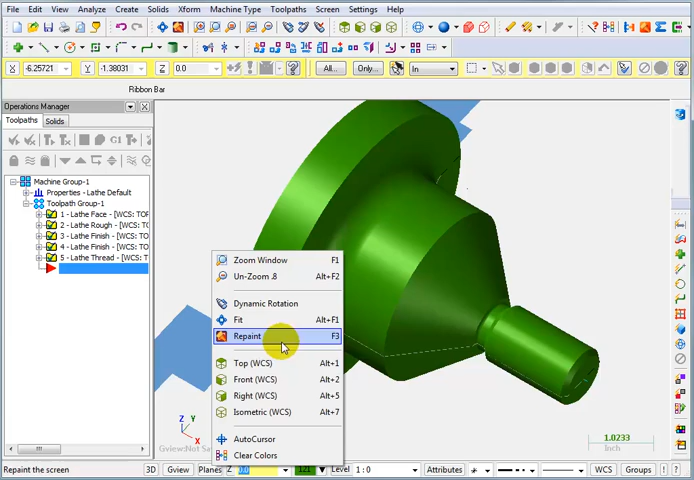 File Edit View Analyze Create Solids Xform Machine Type Toolpaths Screen Settings Help
X -6.25721 Y -1.38031 Z 0.0 All... Only... In
Ribbon Bar
Operations Manager
Toolpaths Solids
G1
Machine Group-1
Properties - Lathe Default
Toolpath Group-1
1 - Lathe Face - [WCS: TOP
2 - Lathe Rough - [WCS: T
3 - Lathe Finish - [WCS: TO
4 - Lathe Finish - [WCS: TO
5 - Lathe Thread - [WCS: T
Zoom Window F1
Un-Zoom .8 Alt+F2
Dynamic Rotation
Fit Alt+F1
Repaint F3
Top (WCS) Alt+1
Front (WCS) Alt+2
Right (WCS) Alt+5
Isometric (WCS) Alt+7
AutoCursor
Clear Colors
Z Y
X
1.0233
Inch
Repaint the screen 3D Gview Planes Z 0.0 121 Level 1 : 0 Attributes WCS Groups